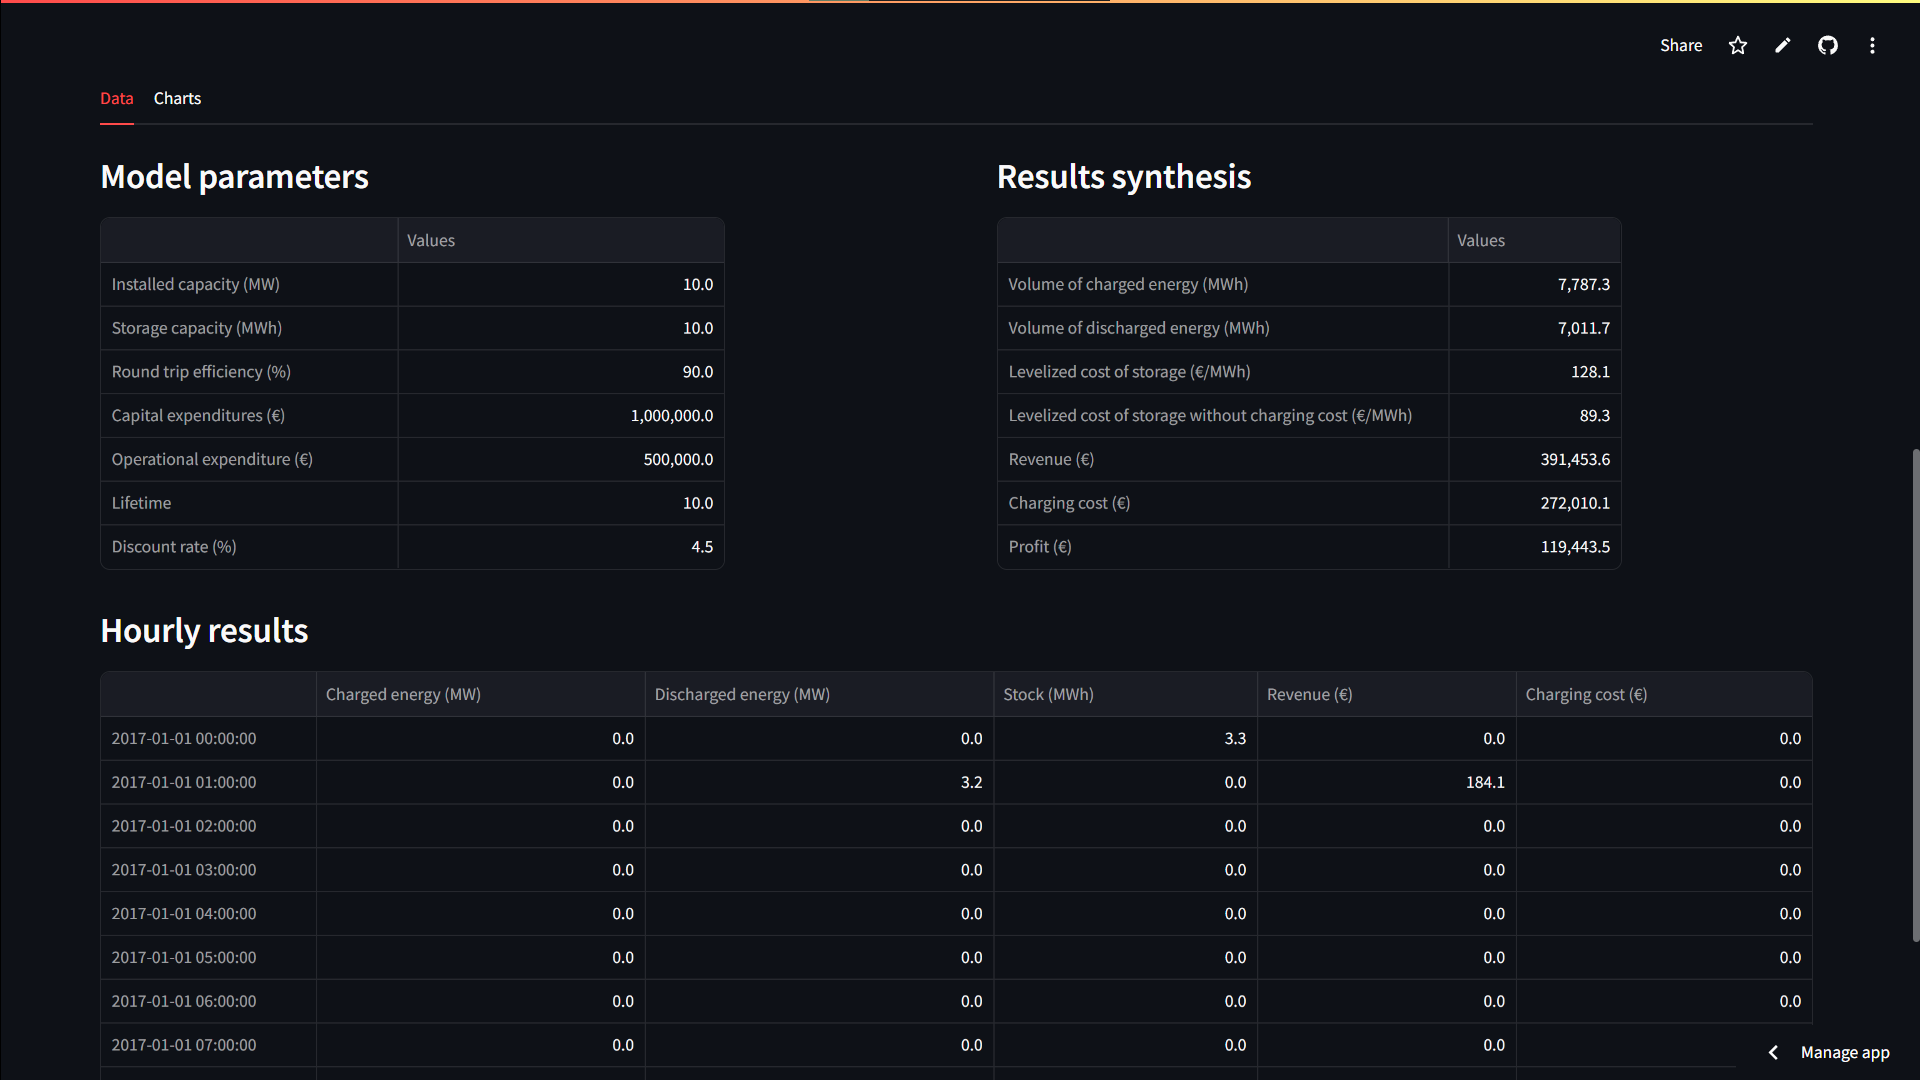 Share
Data Charts
Model parameters
Values
Installed capacity (MW) 10.0
Storage capacity (MWh) 10.0
Round trip efficiency (%) 90.0
Capital expenditures (€) 1,000,000.0
Operational expenditure (€) 500,000.0
Lifetime 10.0
Discount rate (%) 4.5
Results synthesis
Values
Volume of charged energy (MWh) 7,787.3
Volume of discharged energy (MWh) 7,011.7
Levelized cost of storage (€/MWh) 128.1
Levelized cost of storage without charging cost (€/MWh) 89.3
Revenue (€) 391,453.6
Charging cost (€) 272,010.1
Profit (€) 119,443.5
Hourly results
Charged energy (MW) Discharged energy (MW) Stock (MWh) Revenue (€) Charging cost (€)
2017-01-01 00:00:00 0.0 0.0 3.3 0.0 0.0
2017-01-01 01:00:00 0.0 3.2 0.0 184.1 0.0
2017-01-01 02:00:00 0.0 0.0 0.0 0.0 0.0
2017-01-01 03:00:00 0.0 0.0 0.0 0.0 0.0
2017-01-01 04:00:00 0.0 0.0 0.0 0.0 0.0
2017-01-01 05:00:00 0.0 0.0 0.0 0.0 0.0
2017-01-01 06:00:00 0.0 0.0 0.0 0.0 0.0
2017-01-01 07:00:00 0.0 0.0 0.0 0.0
Manage app